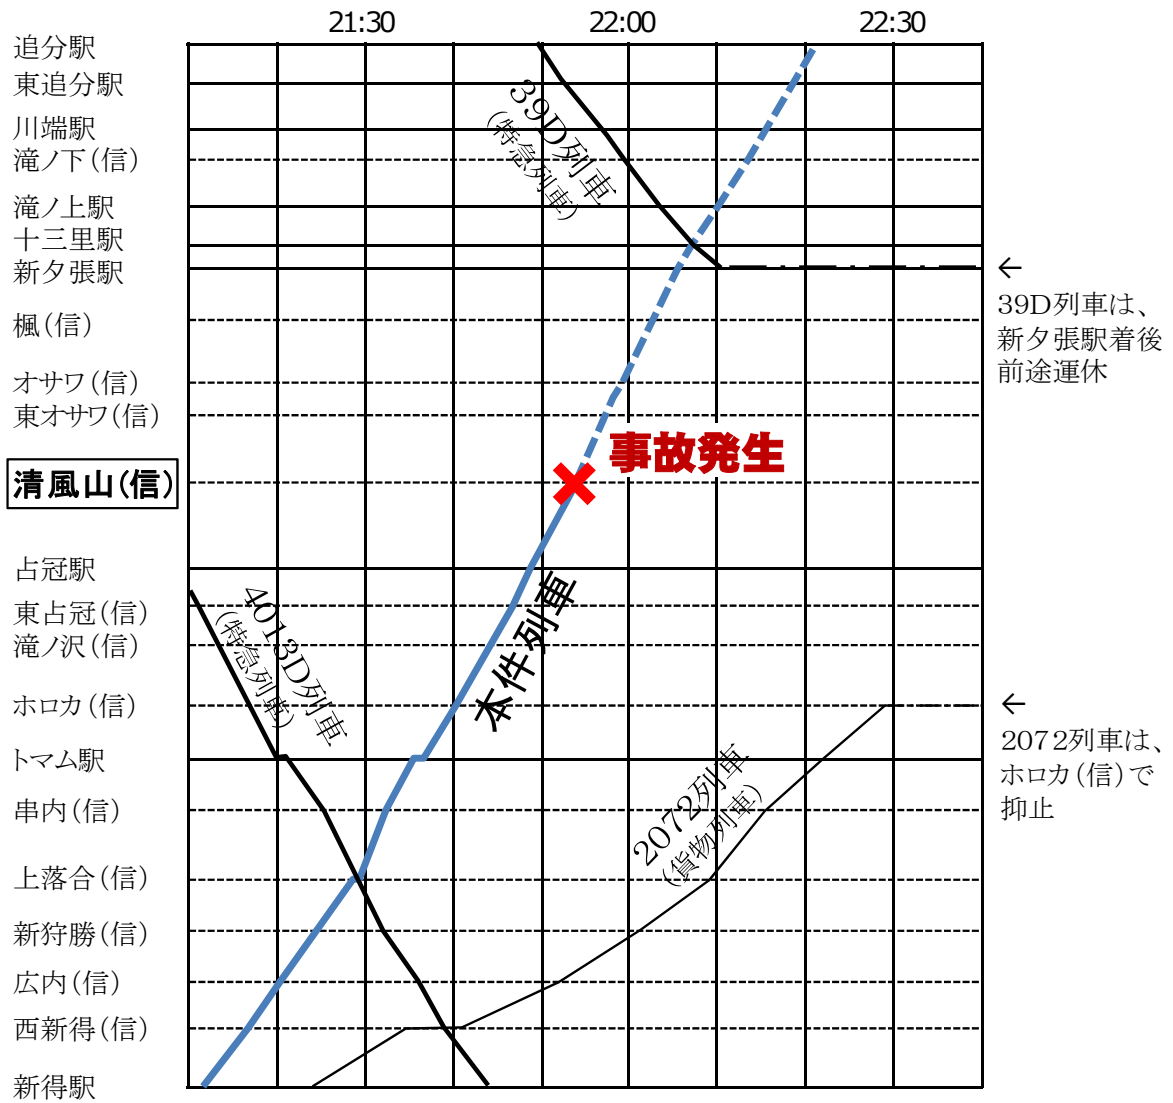 21:30 22:00 22:30
追分駅
東追分駅
川端駅
滝ノ下(信)
滝ノ上駅
十三里駅
新夕張駅
楓(信)
オサワ(信)
東オサワ(信)
清風山(信)
占冠駅
東占冠(信)
滝ノ沢(信)
ホロカ(信)
トマム駅
串内(信)
上落合(信)
新狩勝(信)
広内(信)
西新得(信)
新得駅
39D列車
(特急列車)
←
39D列車は、
新夕張駅着後
前途運休
事故発生
本件列車
4013D列車
(特急列車)
2072列車
(貨物列車)
←
2072列車は、
ホロカ(信)で
抑止